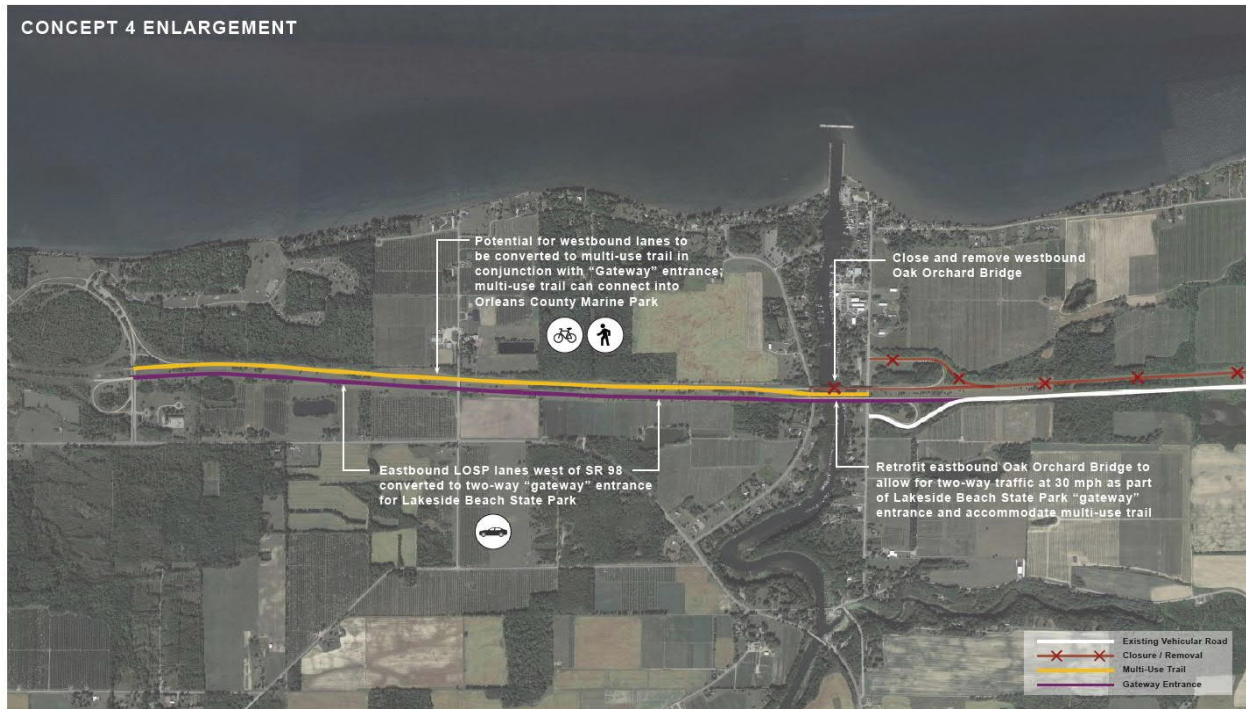 CONCEPT 4 ENLARGEMENT
Potential for westbound lanes to
be converted to multi-use trail in
conjunction with “Gateway” entrance;
multi-use trail can connect into
Orleans County Marine Park
Close and remove westbound
Oak Orchard Bridge
Eastbound LOSP lanes west of SR 98
converted to two-way “gateway” entrance
for Lakeside Beach State Park
Retrofit eastbound Oak Orchard Bridge to
allow for two-way traffic at 30 mph as part
of Lakeside Beach State Park “gateway”
entrance and accommodate multi-use trail
Existing Vehicular Road
Closure / Removal
Multi-Use Trail
Gateway Entrance